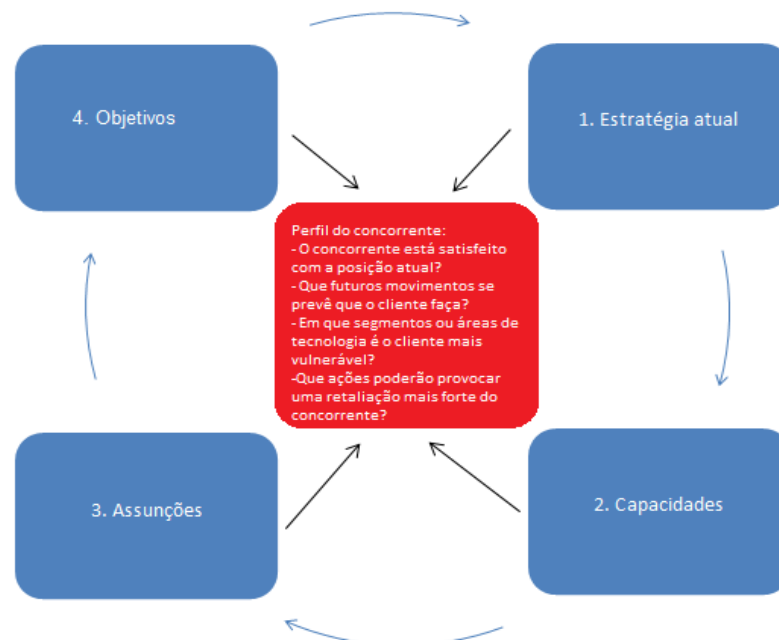 4. Objetivos
1. Estratégia atual
Perfil do concorrente:
- O concorrente está satisfeito
com a posição atual?
- Que futuros movimentos se
prevê que o cliente faça?
- Em que segmentos ou áreas de
tecnologia é o cliente mais
vulnerável?
-Que ações poderão provocar
uma retaliação mais forte do
concorrente?
3. Assunções
2. Capacidades